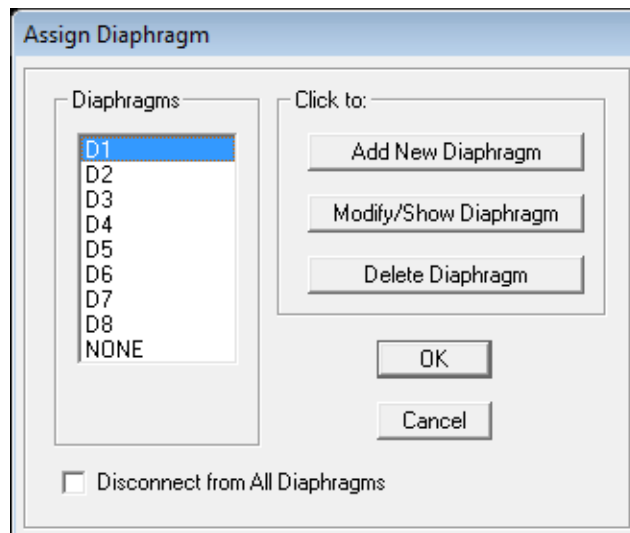 Assign Diaphragm
Diaphragms
D1
D2
D3
D4
D5
D6
D7
D8
NONE
Click to:
Add New Diaphragm
Modify/Show Diaphragm
Delete Diaphragm
OK
Cancel
Disconnect from All Diaphragms